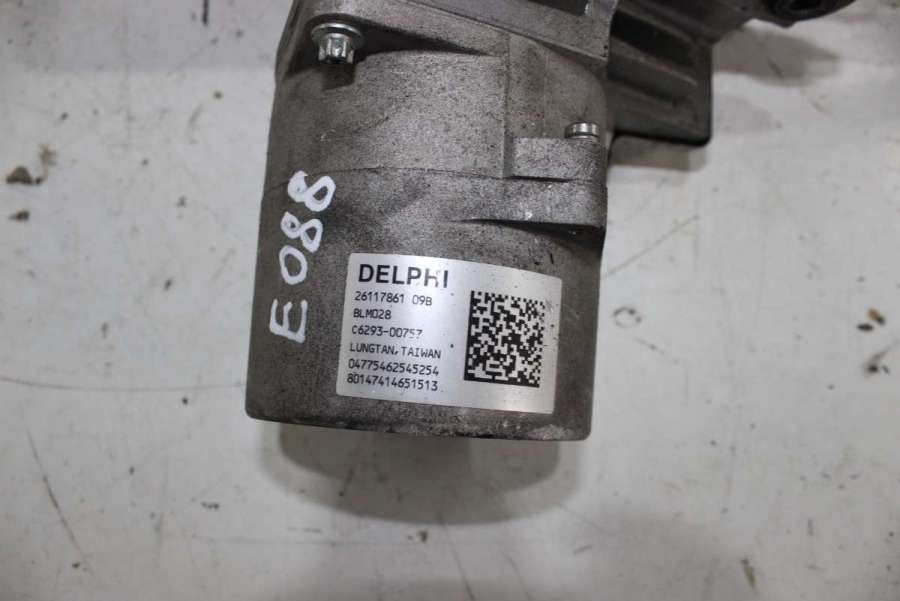 E088
DELPHI
26117861 09B
BLM028
C6293-00757
LUNGTAN, TAIWAN
04775462545254
80147414651513